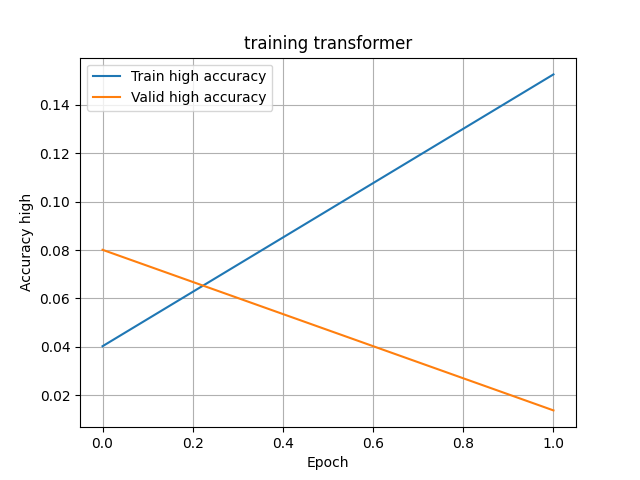 training transformer
Train high accuracy
Valid high accuracy
Accuracy high
0.14
0.12
0.10
0.08
0.06
0.04
0.02
0.0 0.2 0.4 0.6 0.8 1.0
Epoch